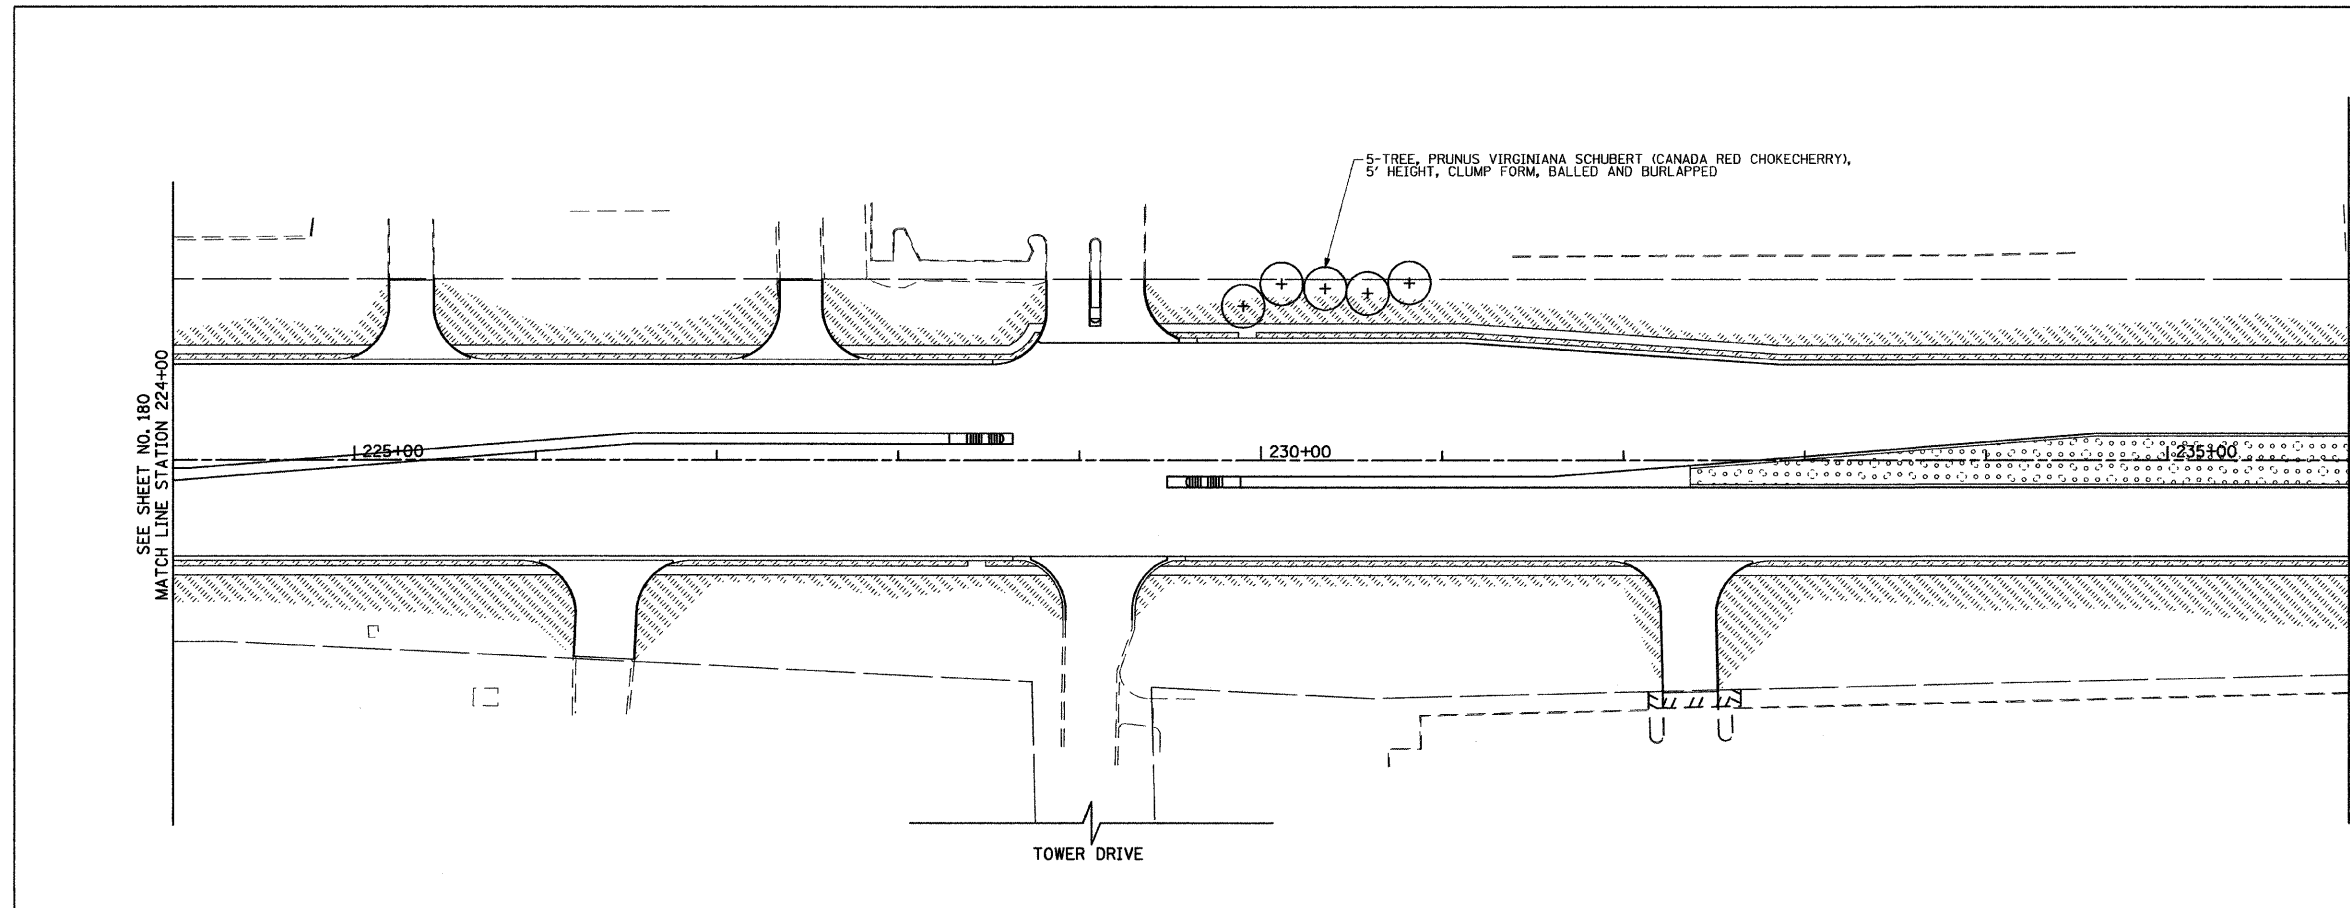 5-TREE, PRUNUS VIRGINIANA SCHUBERT (CANADA RED CHOKECHERRY),
5' HEIGHT, CLUMP FORM, BALLED AND BURLAPPED
SEE SHEET NO. 180
MATCH LINE STATION 224+00
225+00
230+00
235+00
TOWER DRIVE